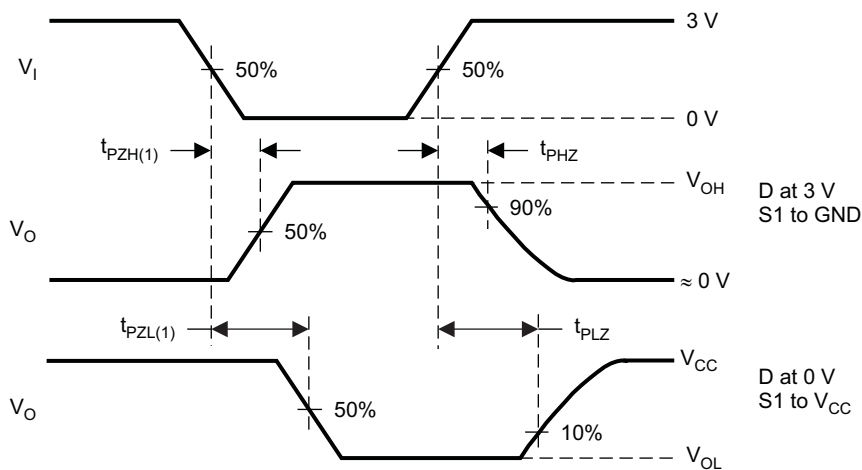 3 V
V_I
50%
50%
0 V
t_PZH(1)
t_PHZ
V_OH
D at 3 V
S1 to GND
90%
V_O
50%
≈ 0 V
t_PZL(1)
t_PLZ
V_CC
D at 0 V
S1 to V_CC
V_O
50%
10%
V_OL